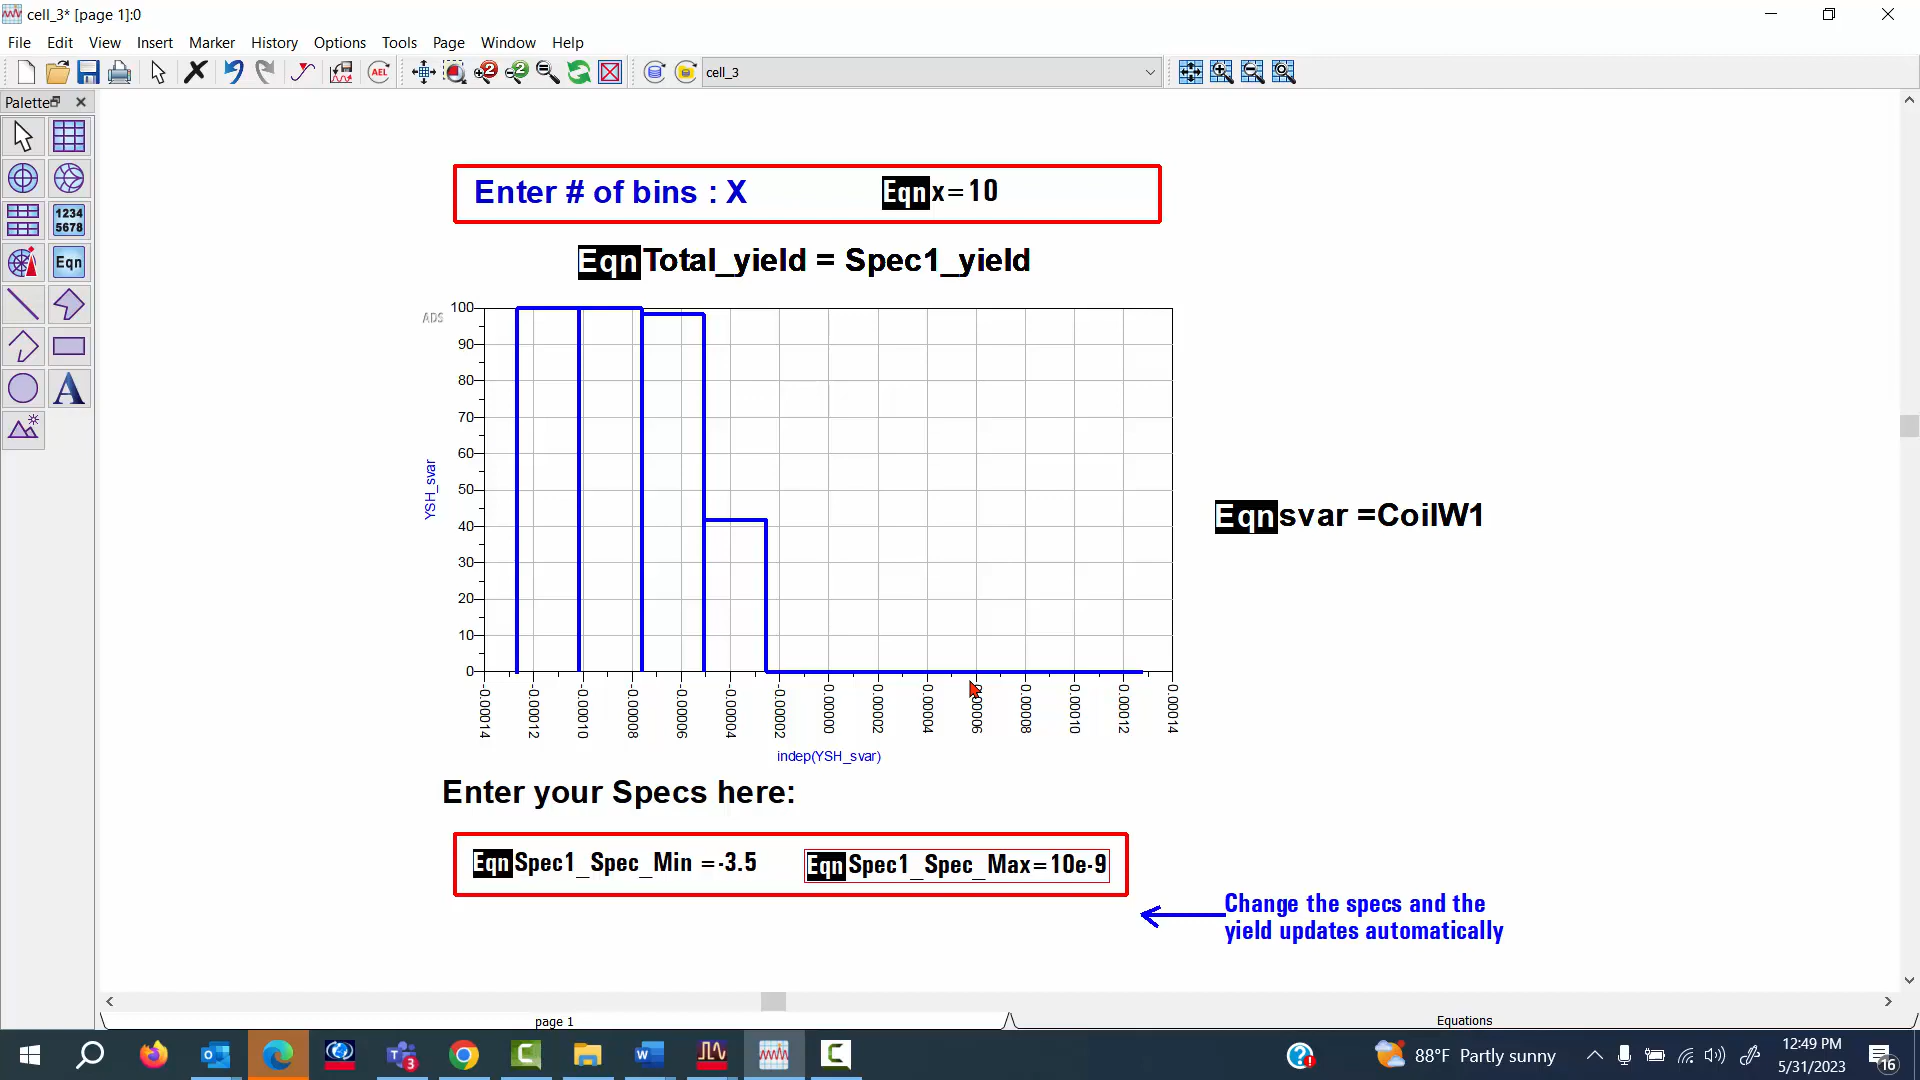 cell_3* [page 1]:0
File Edit View Insert Marker History Options Tools Page Window Help
AEL
cell_3
Palette
1234
5678
Eqn
A
Enter # of bins : X
Eqn x=10
Eqn Total_yield = Spec1_yield
ADS
100
90
80
70
60
50
40
30
20
10
0
YSH_svar
-0.00014
-0.00012
-0.00010
-0.00008
-0.00006
-0.00004
-0.00002
0.00000
0.00002
0.00004
0.00006
0.00008
0.00010
0.00012
0.00014
indep(YSH_svar)
Eqn svar =CoilW1
Enter your Specs here:
Eqn Spec1_Spec_Min =-3.5
Eqn Spec1_Spec_Max=10e-9
Change the specs and the
yield updates automatically
page 1
Equations
88°F Partly sunny
12:49 PM
5/31/2023
16
3